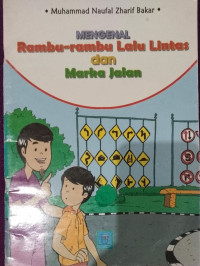 • Muhammad Naufal Zharif Bakar •
MENGENAL
Rambu-rambu Lalu Lintas
dan
Marka Jalan